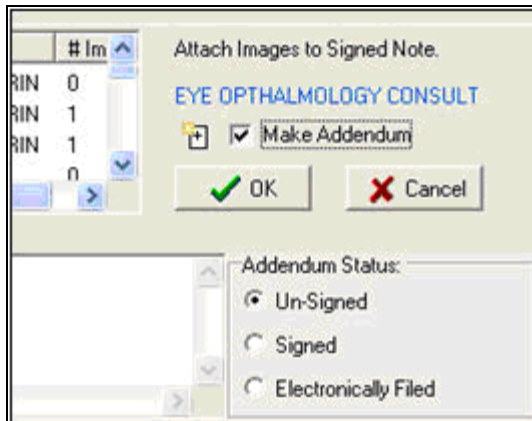 # Im
RIN 0
RIN 1
RIN 1
0
Attach Images to Signed Note.
EYE OPTHALMOLOGY CONSULT
Make Addendum
OK Cancel
Addendum Status:
Un-Signed
Signed
Electronically Filed